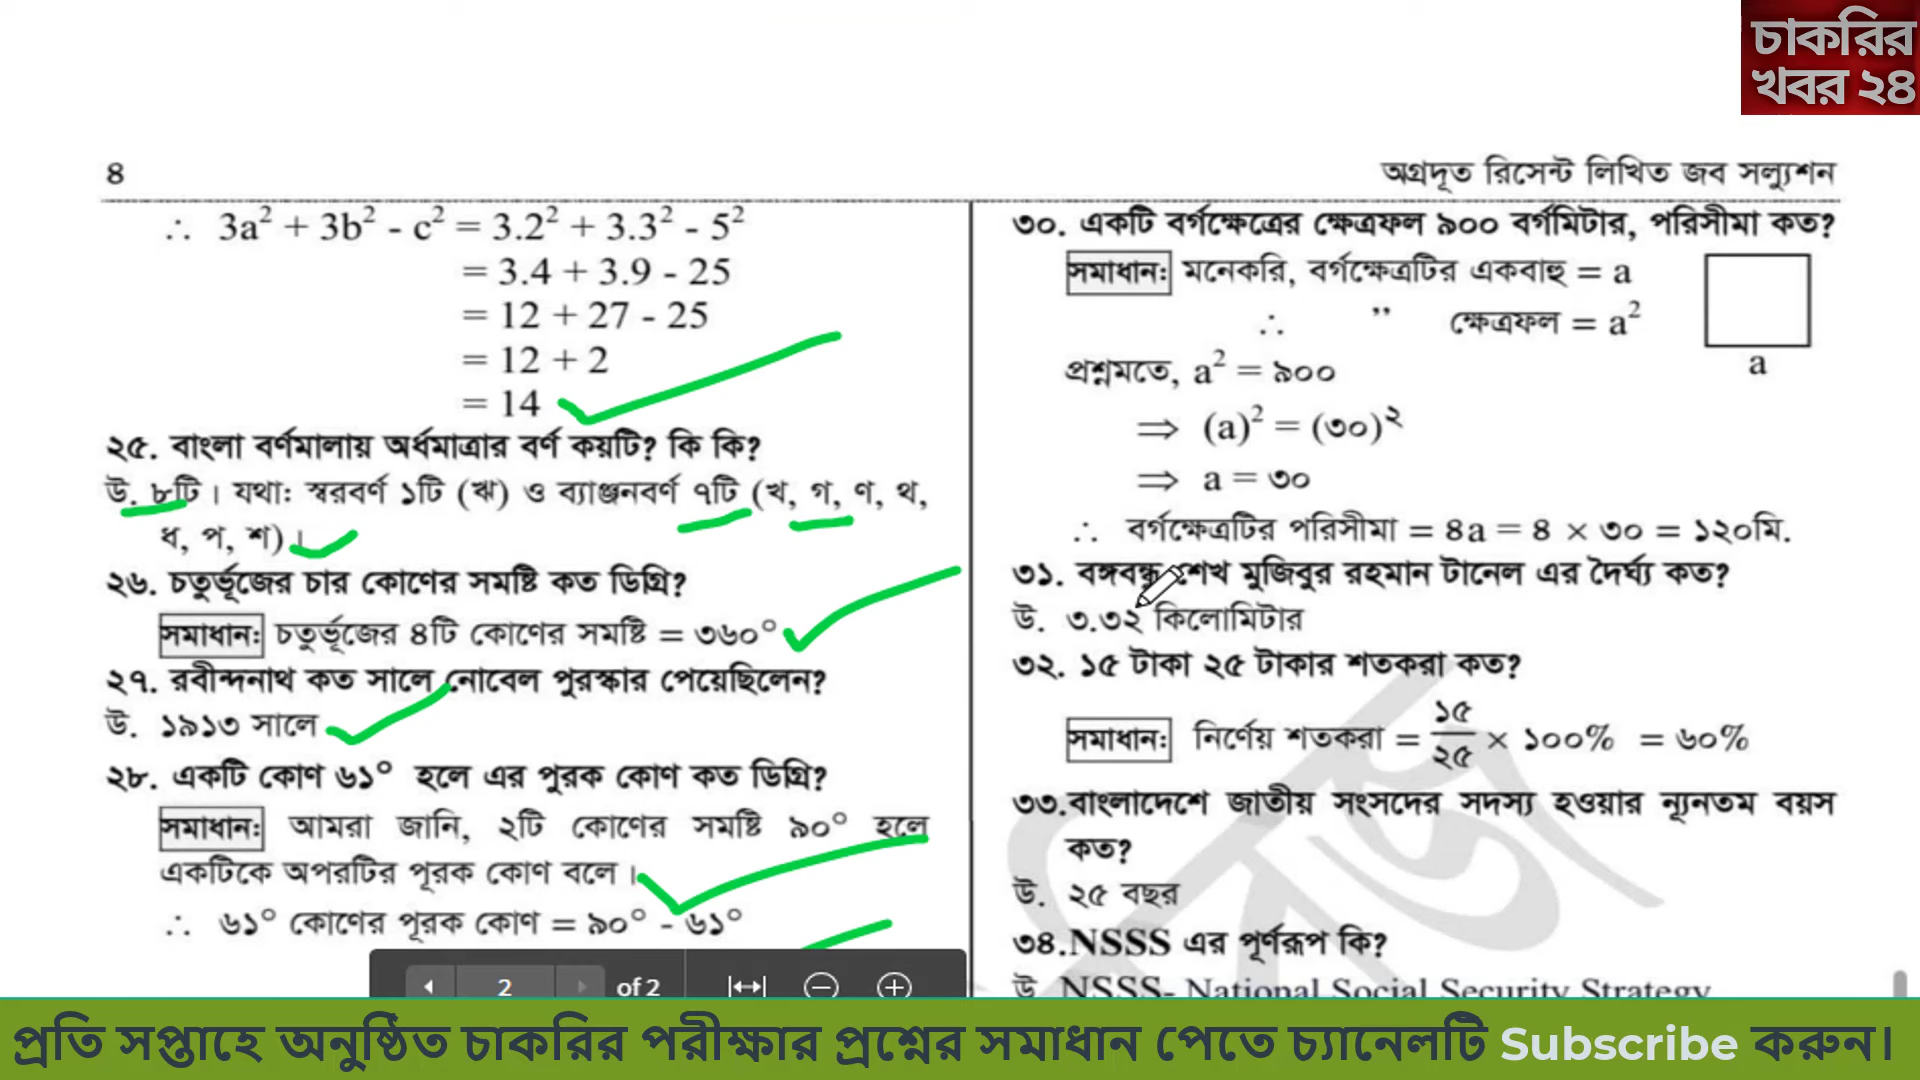 চাকরির
খবর ২৪
৪
অগ্রদূত রিসেন্ট লিখিত জব সল্যুশন
∴ 3a² + 3b² - c² = 3.2² + 3.3² - 5²
= 3.4 + 3.9 - 25
= 12 + 27 - 25
= 12 + 2
= 14
২৫. বাংলা বর্ণমালায় অর্ধমাত্রার বর্ণ কয়টি? কি কি?
উ. ৮টি। যথা: স্বরবর্ণ ১টি (ঋ) ও ব্যাঞ্জনবর্ণ ৭টি (খ, গ, ণ, থ,
ধ, প, শ)।
২৬. চতুর্ভূজের চার কোণের সমষ্টি কত ডিগ্রি?
সমাধান: চতুর্ভূজের ৪টি কোণের সমষ্টি = ৩৬০°
২৭. রবীন্দনাথ কত সালে নোবেল পুরস্কার পেয়েছিলেন?
উ. ১৯১৩ সালে
২৮. একটি কোণ ৬১° হলে এর পুরক কোণ কত ডিগ্রি?
সমাধান: আমরা জানি, ২টি কোণের সমষ্টি ৯০° হলে
একটিকে অপরটির পূরক কোণ বলে।
∴ ৬১° কোণের পূরক কোণ = ৯০° - ৬১°
৩০. একটি বর্গক্ষেত্রের ক্ষেত্রফল ৯০০ বর্গমিটার, পরিসীমা কত?
সমাধান: মনেকরি, বর্গক্ষেত্রটির একবাহু = a
∴ ” ক্ষেত্রফল = a²
a
প্রশ্নমতে, a² = ৯০০
⇒ (a)² = (৩০)²
⇒ a = ৩০
∴ বর্গক্ষেত্রটির পরিসীমা = 8a = 8 × ৩০ = ১২০মি.
৩১. বঙ্গবন্ধু শেখ মুজিবুর রহমান টানেল এর দৈর্ঘ্য কত?
উ. ৩.৩২ কিলোমিটার
৩২. ১৫ টাকা ২৫ টাকার শতকরা কত?
সমাধান: নির্ণেয় শতকরা = ১৫/২৫ × ১০০% = ৬০%
৩৩.বাংলাদেশে জাতীয় সংসদের সদস্য হওয়ার ন্যূনতম বয়স
কত?
উ. ২৫ বছর
৩৪.NSSS এর পূর্ণরূপ কি?
উ NSSS- National Social Security Strategy
2 of 2
প্রতি সপ্তাহে অনুষ্ঠিত চাকরির পরীক্ষার প্রশ্নের সমাধান পেতে চ্যানেলটি Subscribe করুন।